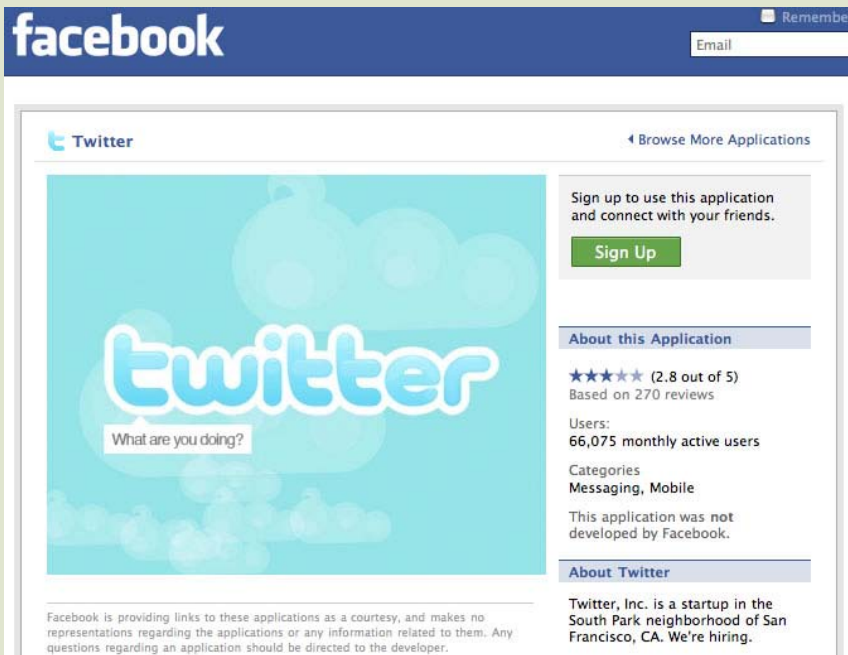 facebook
Remembe
Email
Twitter
Browse More Applications
twitter
What are you doing?
Sign up to use this application
and connect with your friends.
Sign Up
About this Application
(2.8 out of 5)
Based on 270 reviews
Users:
66,075 monthly active users
Categories
Messaging, Mobile
This application was not
developed by Facebook.
About Twitter
Twitter, Inc. is a startup in the
South Park neighborhood of San
Francisco, CA. We're hiring.
Facebook is providing links to these applications as a courtesy, and makes no
representations regarding the applications or any information related to them. Any
questions regarding an application should be directed to the developer.